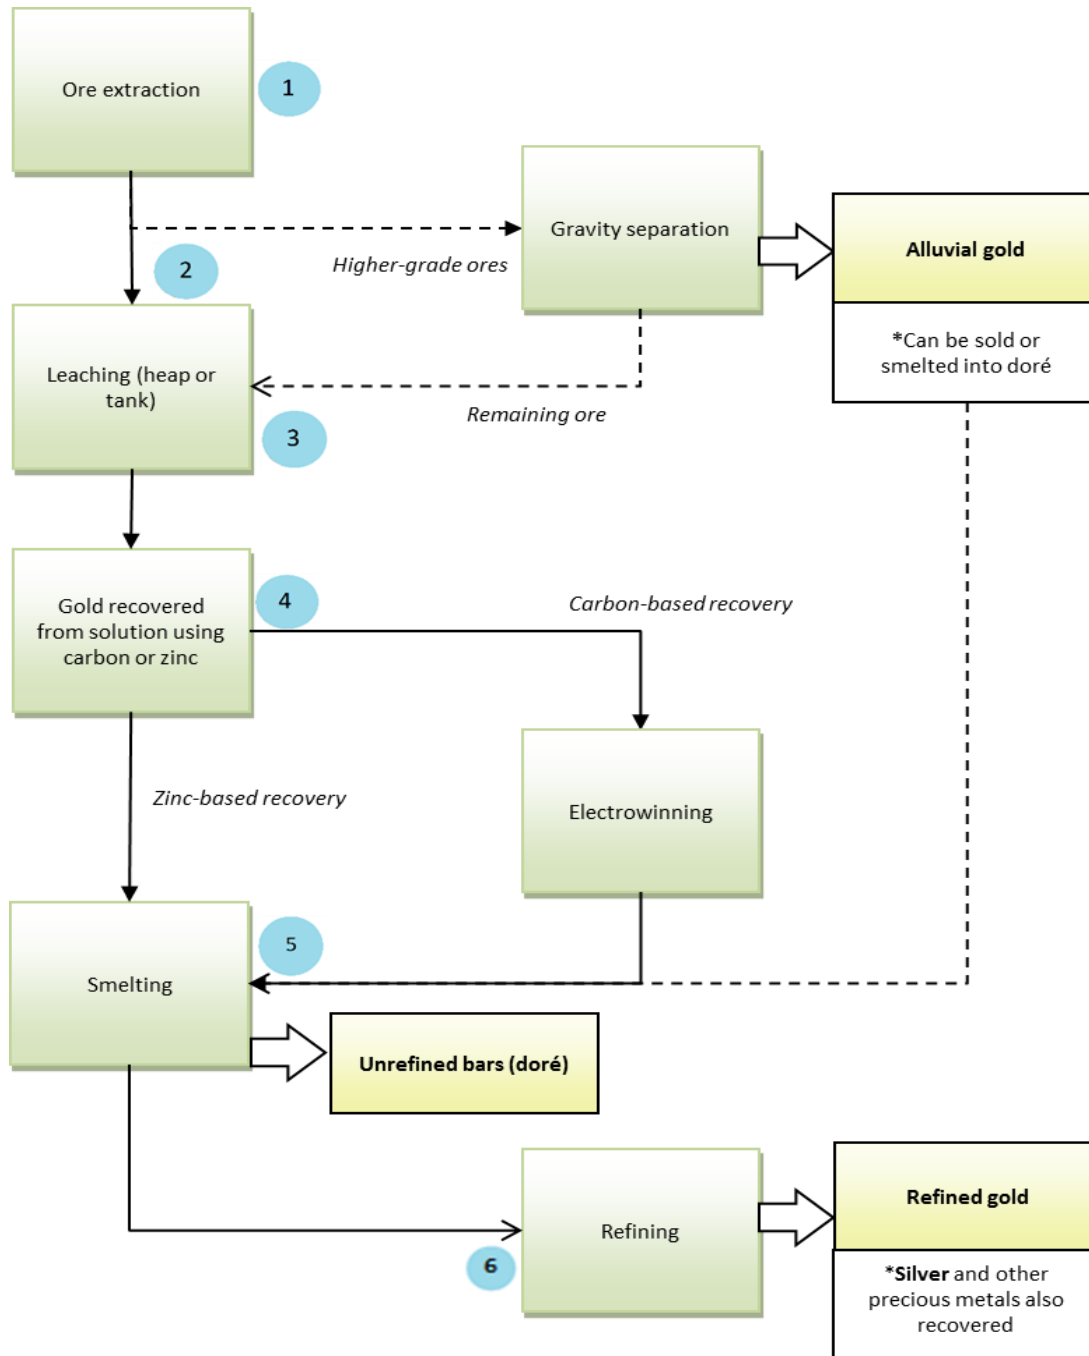 Ore extraction
1
Gravity separation
Alluvial gold
*Can be sold or
smelted into doré
Higher-grade ores
2
Leaching (heap or
tank)
Remaining ore
3
Gold recovered
from solution using
carbon or zinc
4
Carbon-based recovery
Zinc-based recovery
Electrowinning
5
Smelting
Unrefined bars (doré)
Refining
6
Refined gold
*Silver and other
precious metals also
recovered